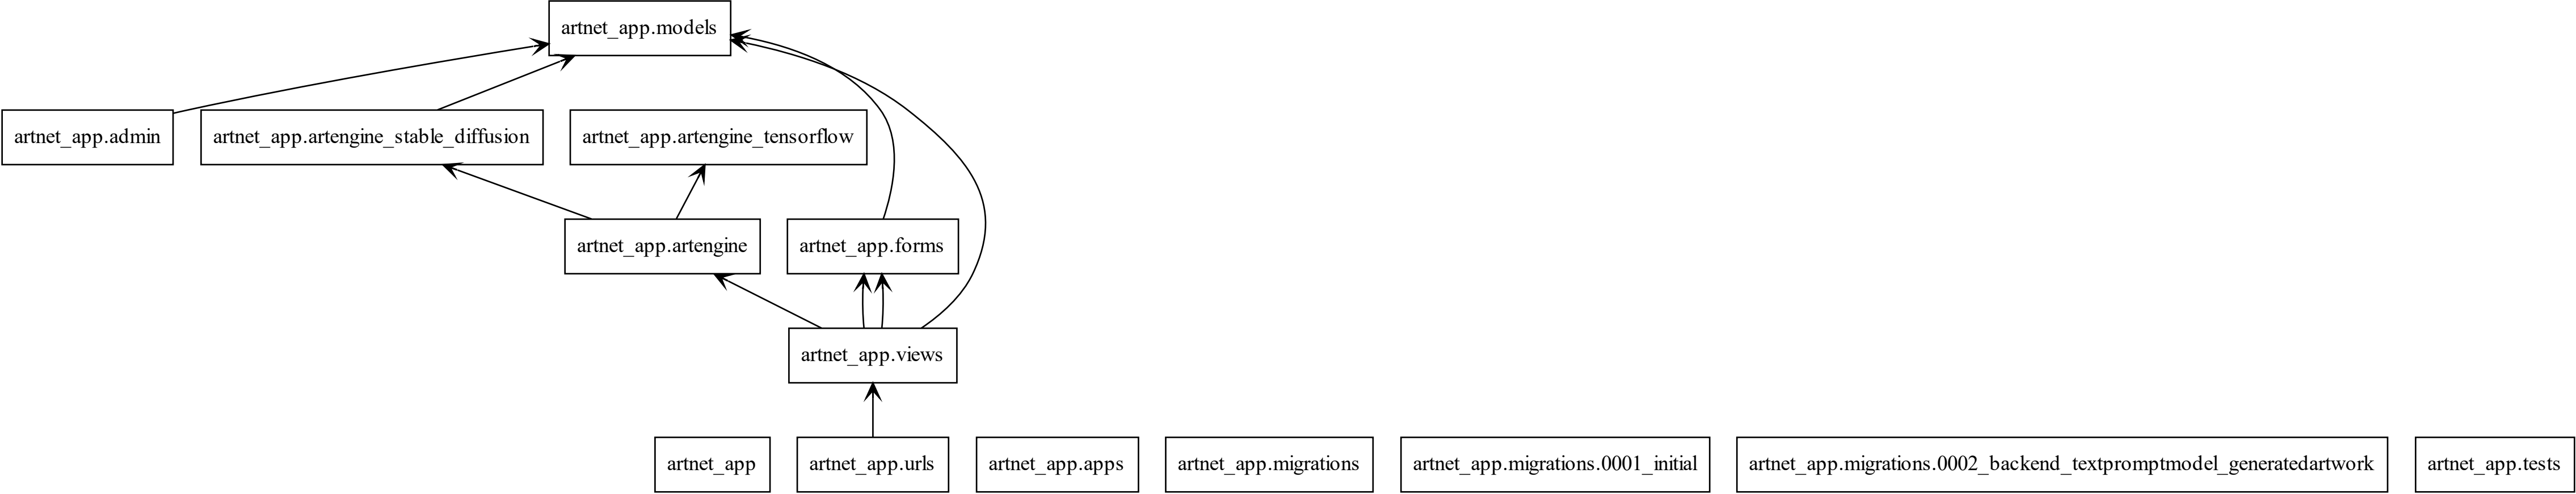 artnet_app.models
artnet_app.admin
artnet_app.artengine_stable_diffusion
artnet_app.artengine_tensorflow
artnet_app.artengine
artnet_app.forms
artnet_app.views
artnet_app
artnet_app.urls
artnet_app.apps
artnet_app.migrations
artnet_app.migrations.0001_initial
artnet_app.migrations.0002_backend_textpromptmodel_generatedartwork
artnet_app.tests